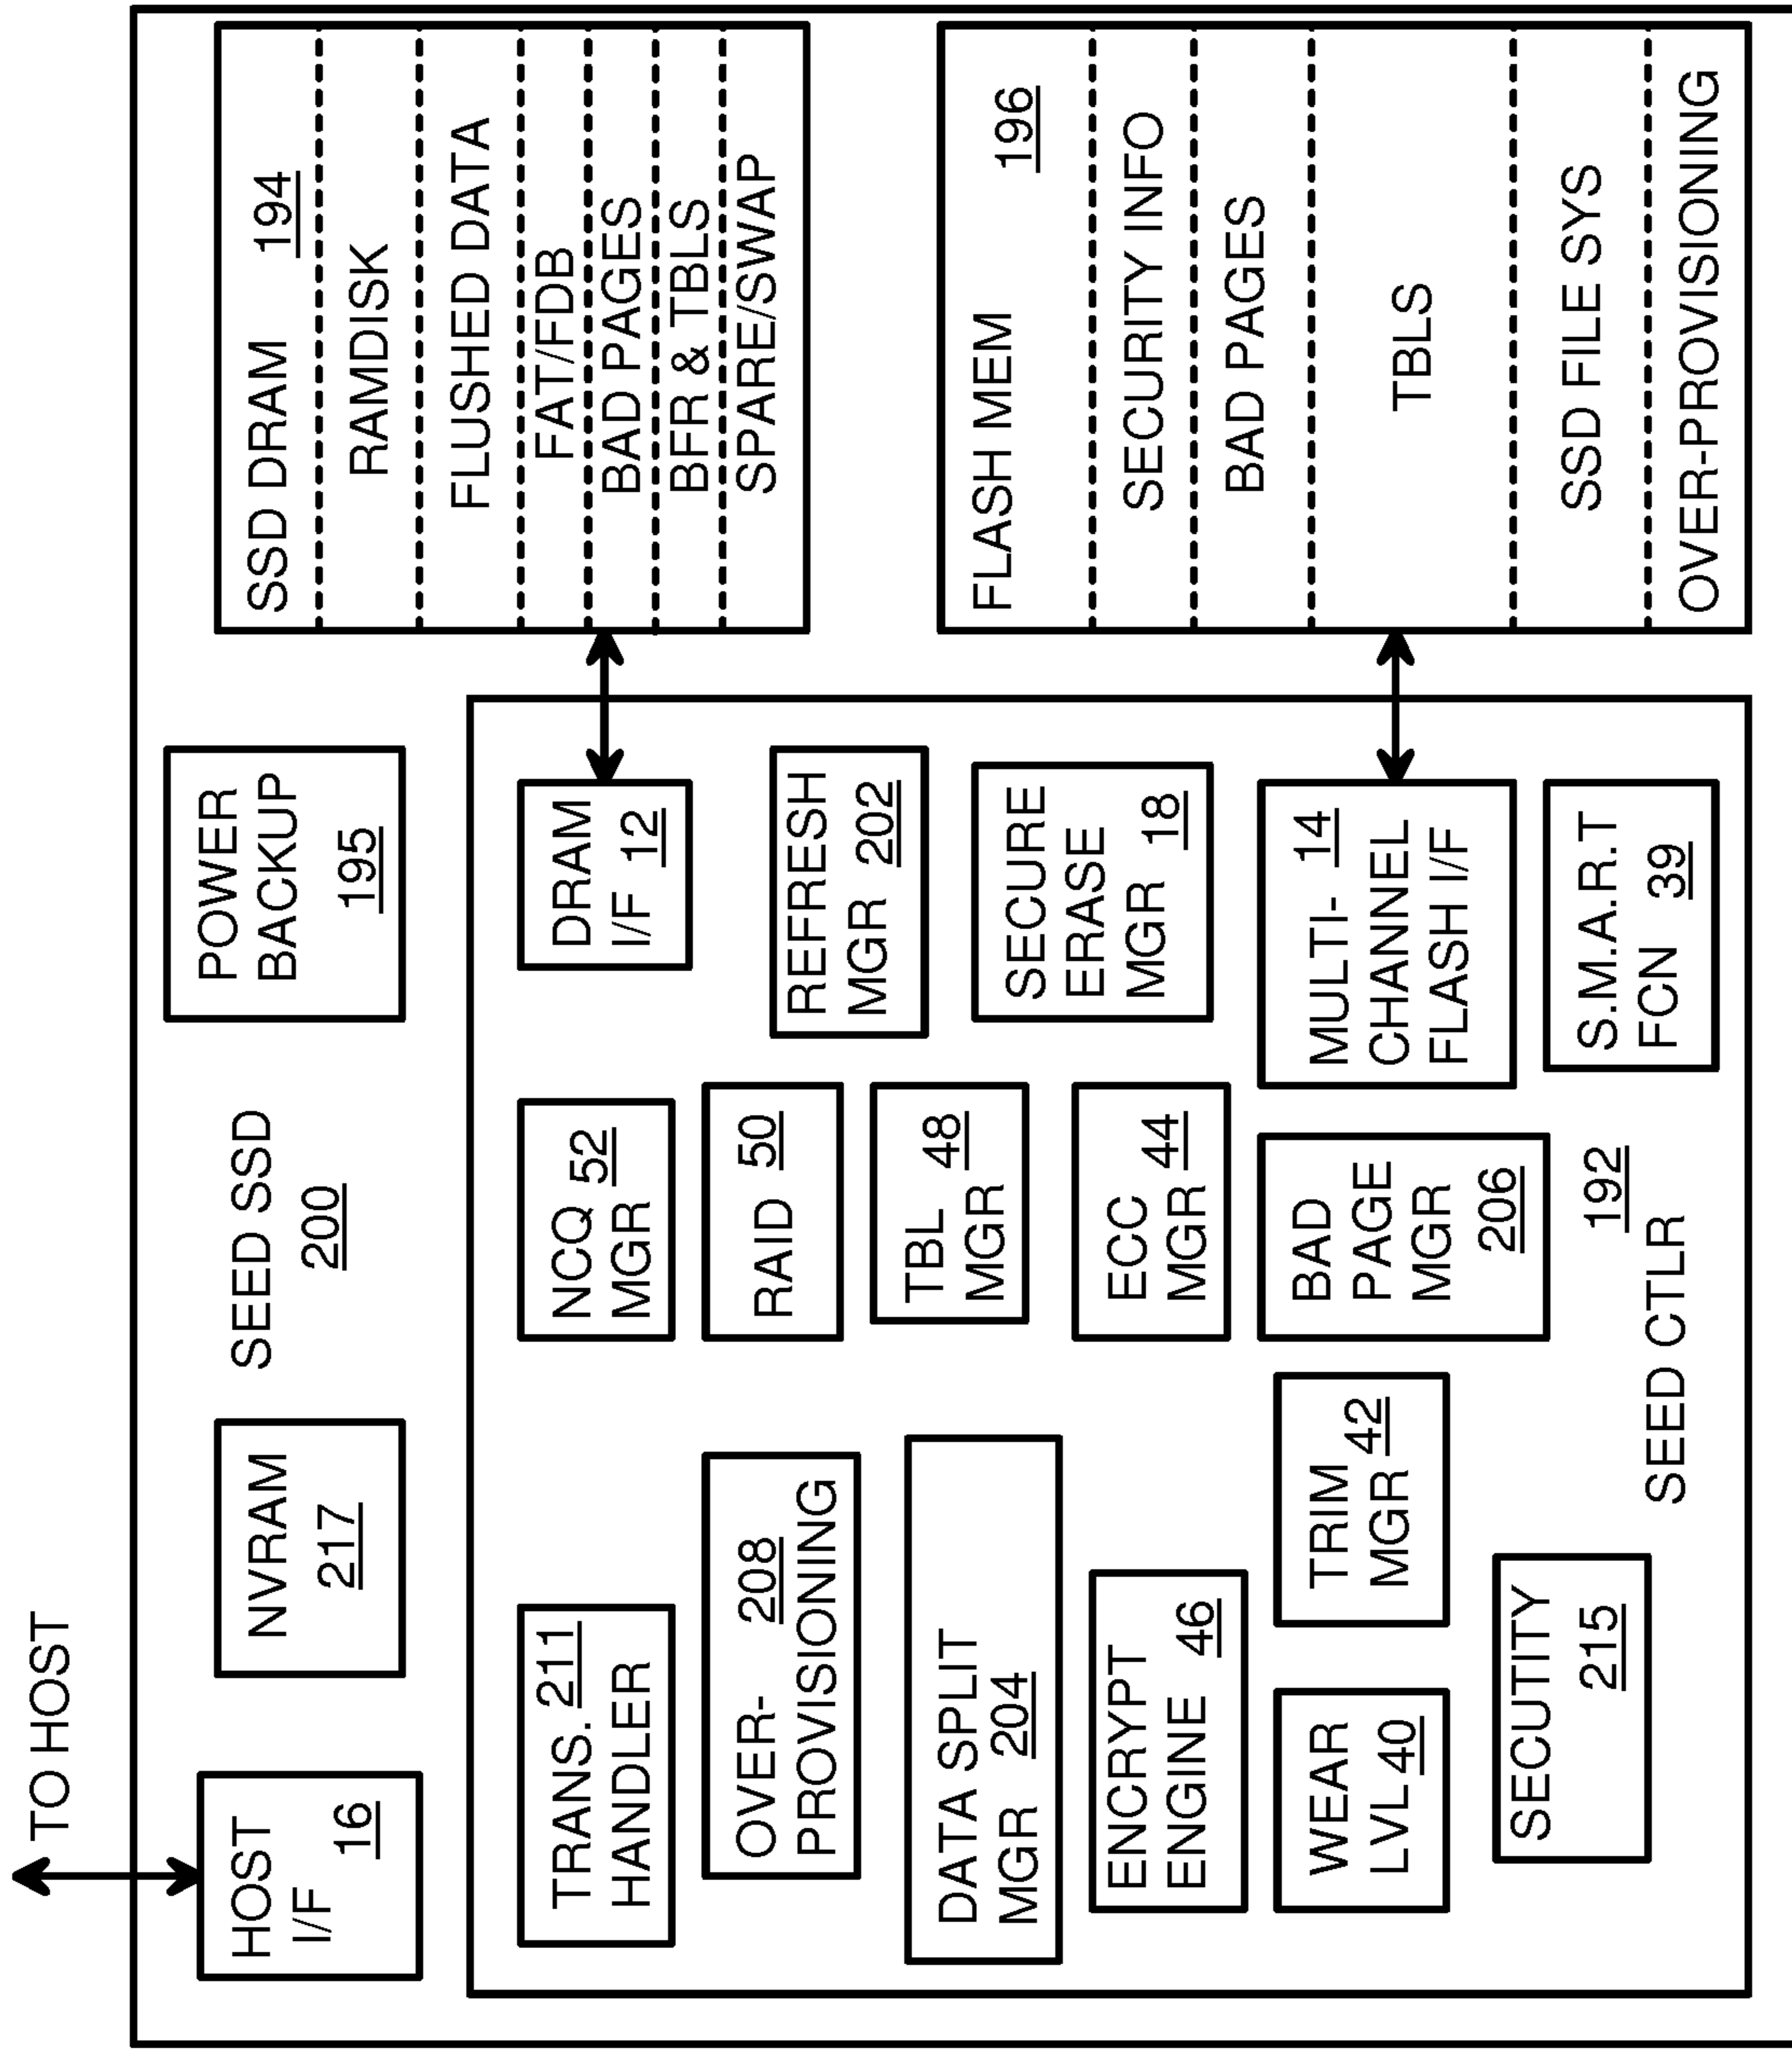 TO HOST
HOST
I/F 16
NVRAM
217
SEED SSD
200
POWER
BACKUP
195
TRANS. 211
HANDLER
NCQ 52
MGR
DRAM
I/F 12
OVER- 208
PROVISIONING
RAID 50
REFRESH
MGR 202
DATA SPLIT
MGR 204
TBL 48
MGR
SECURE
ERASE
MGR 18
ENCRYPT
ENGINE 46
ECC
MGR 44
WEAR
LVL 40
TRIM
MGR 42
BAD
PAGE
MGR
206
MULTI- 14
CHANNEL
FLASH I/F
SECUTITY
215
SEED CTLR
192
S.M.A.R.T
FCN 39
SSD DRAM 194
RAMDISK
FLUSHED DATA
FAT/FDB
BAD PAGES
BFR & TBLS
SPARE/SWAP
FLASH MEM
196
SECURITY INFO
BAD PAGES
TBLS
SSD FILE SYS
OVER-PROVISIONING